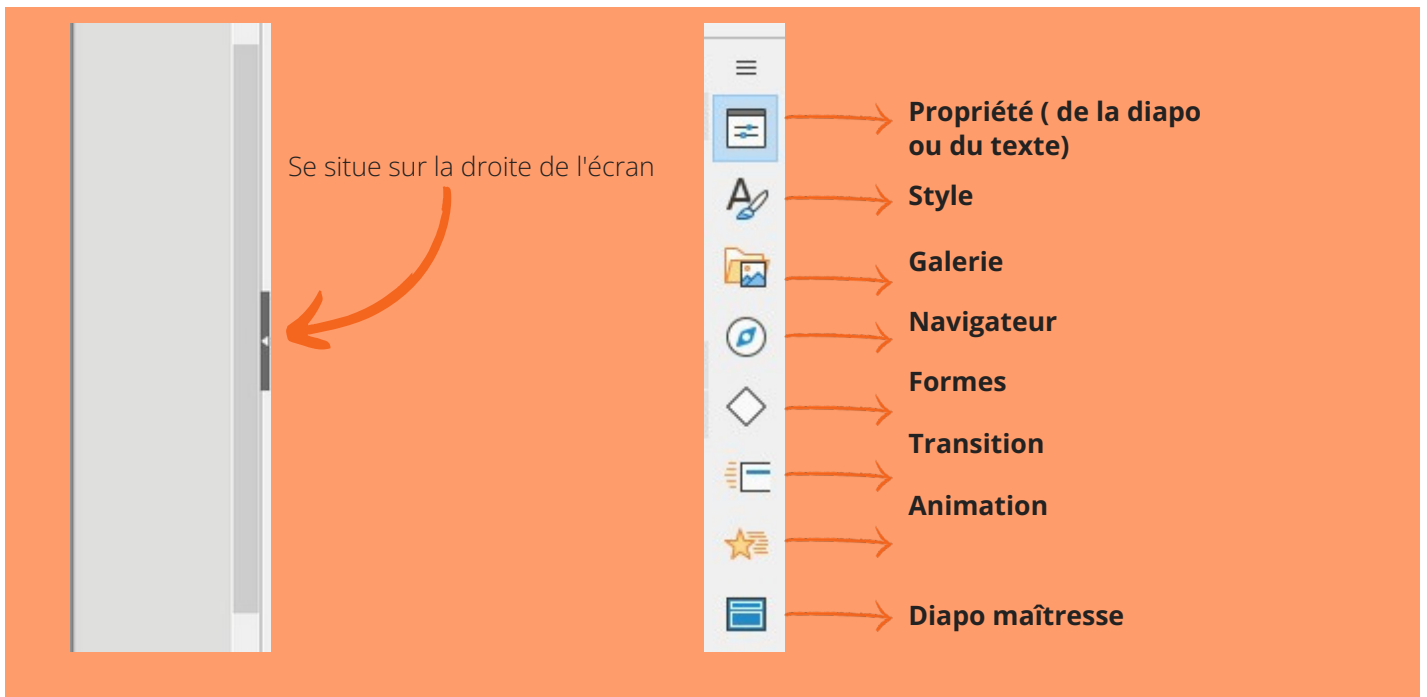 Se situe sur la droite de l'écran
Propriété ( de la diapo
ou du texte)
Style
Galerie
Navigateur
Formes
Transition
Animation
Diapo maîtresse